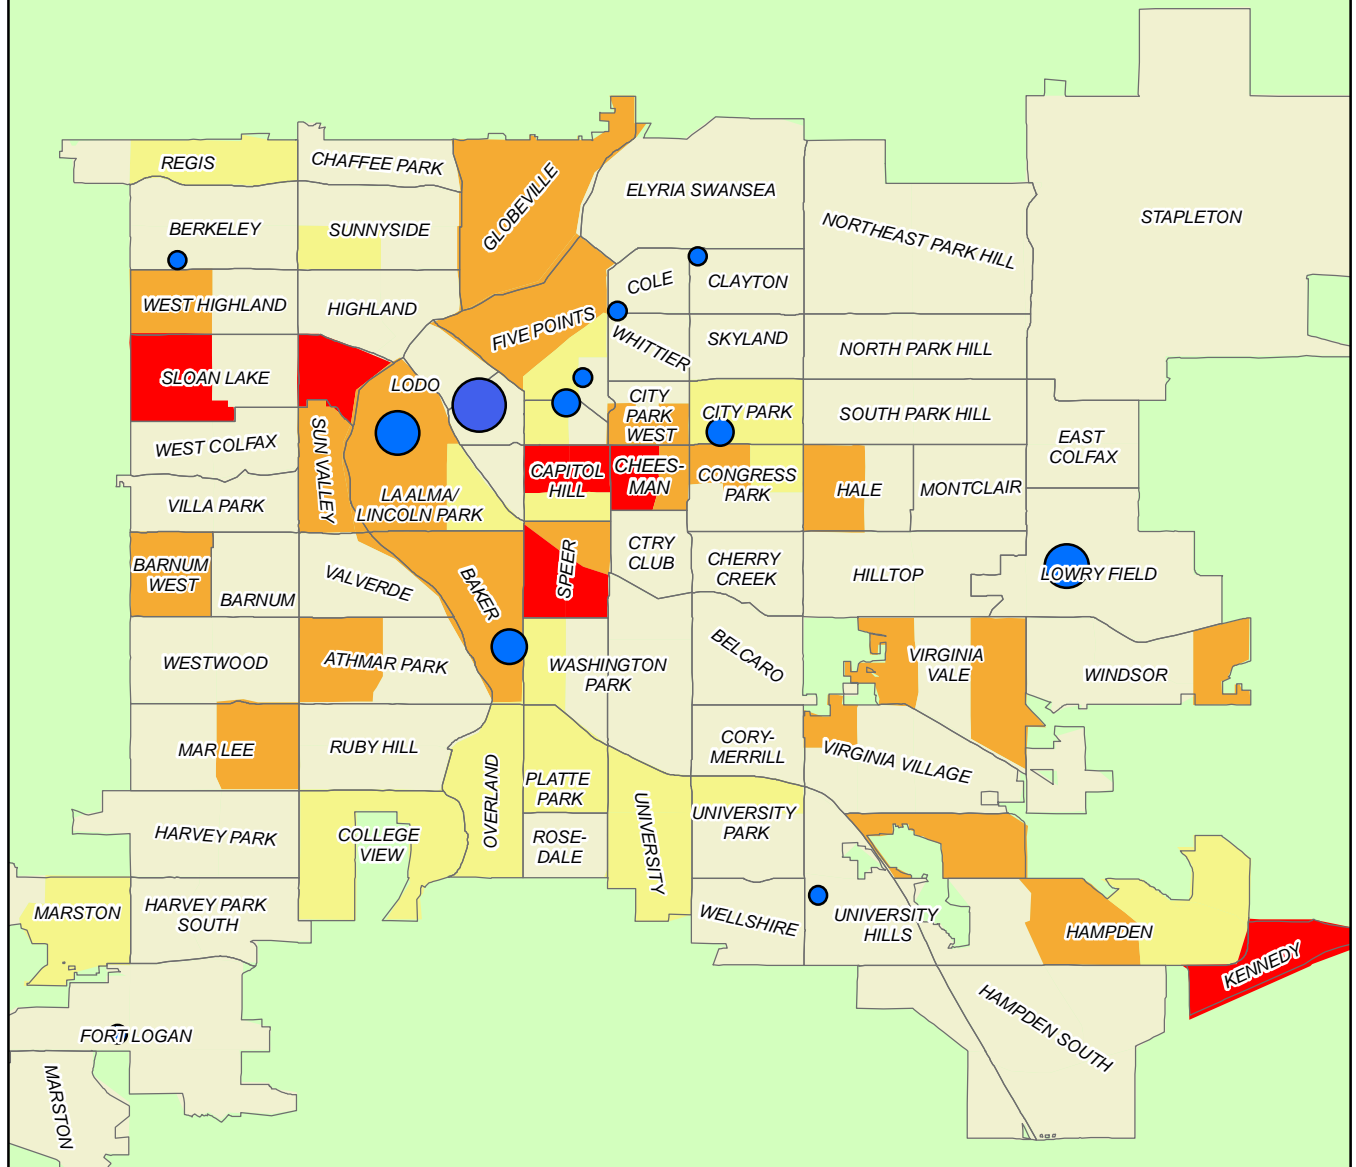 REGIS
CHAFFEE PARK
GLOBEVILLE
ELYRIA SWANSEA
STAPLETON
BERKELEY
SUNNYSIDE
NORTHEAST PARK HILL
WEST HIGHLAND
HIGHLAND
COLE
CLAYTON
FIVE POINTS
WHITTIER
SKYLAND
NORTH PARK HILL
SLOAN LAKE
LODO
CITY
PARK
WEST
CITY PARK
SOUTH PARK HILL
WEST COLFAX
SUN VALLEY
EAST
COLFAX
CAPITOL
HILL
CHEES-
MAN
CONGRESS
PARK
HALE
MONTCLAIR
VILLA PARK
LA ALMA/
LINCOLN PARK
BARNUM
WEST
BARNUM
VALVERDE
BAKER
SPEER
CTRY
CLUB
CHERRY
CREEK
HILLTOP
LOWRY FIELD
WESTWOOD
ATHMAR PARK
WASHINGTON
PARK
BELCARO
VIRGINIA
VALE
WINDSOR
MAR LEE
RUBY HILL
OVERLAND
PLATTE
PARK
CORY-
MERRILL
VIRGINIA VILLAGE
HARVEY PARK
COLLEGE
VIEW
ROSE-
DALE
UNIVERSITY
UNIVERSITY
PARK
MARSTON
HARVEY PARK
SOUTH
WELLSHIRE
UNIVERSITY
HILLS
HAMPDEN
KENNEDY
FORT LOGAN
HAMPDEN SOUTH
MARSTON